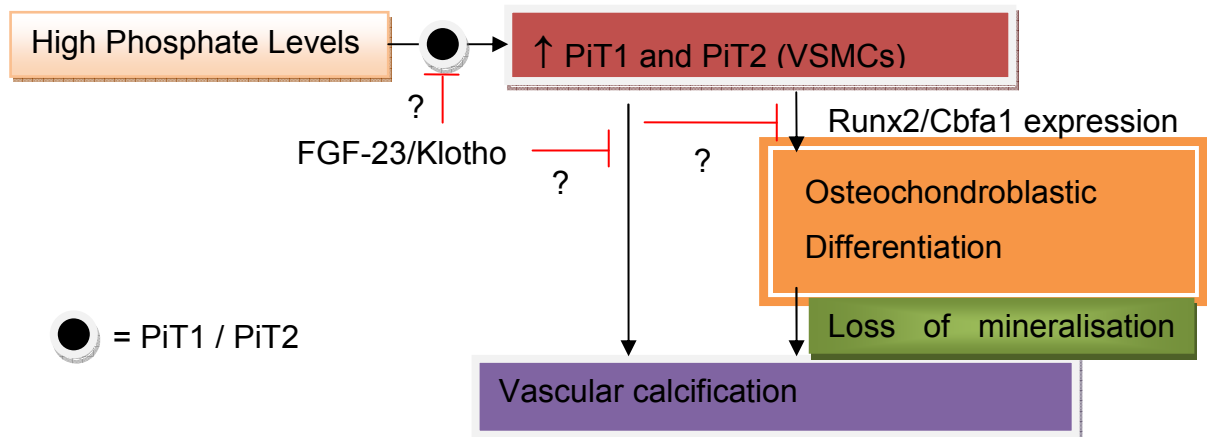 High Phosphate Levels
↑ PiT1 and PiT2 (VSMCs)
?
Runx2/Cbfa1 expression
FGF-23/Klotho
?
?
Osteochondroblastic
Differentiation
Loss of mineralisation
= PiT1 / PiT2
Vascular calcification